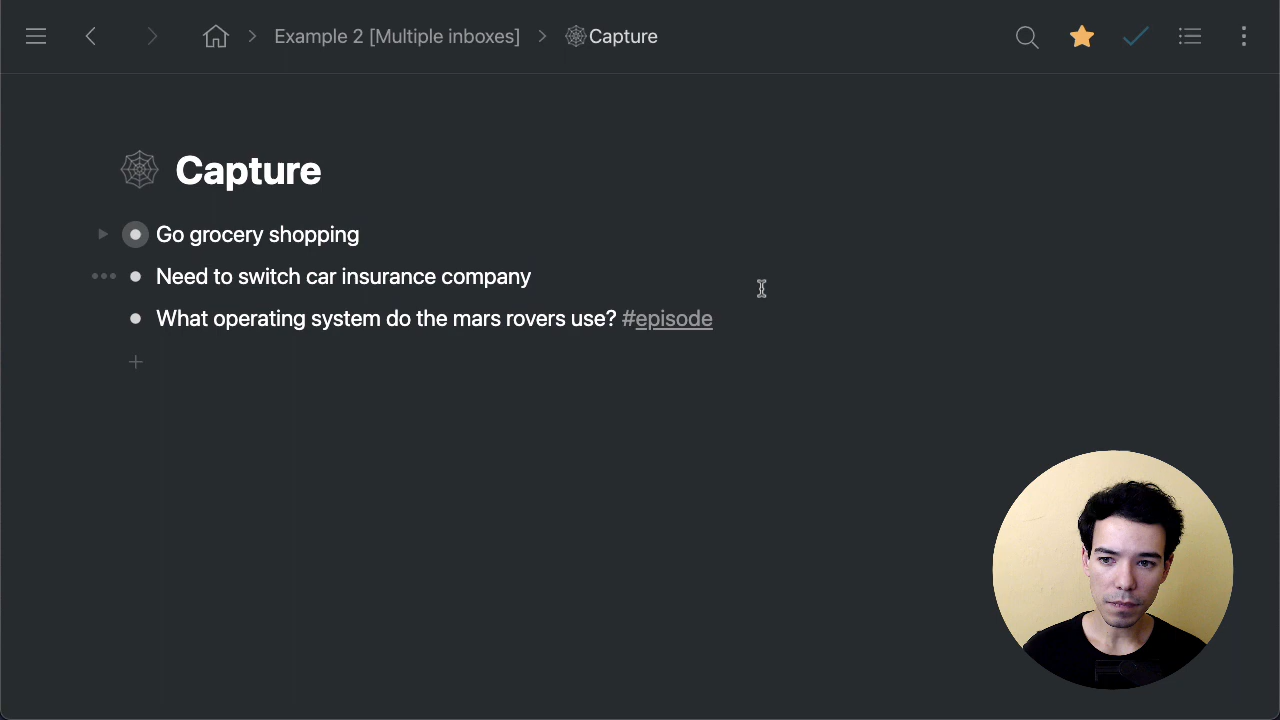 Example 2 [Multiple inboxes] > 🕸Capture
🕸 Capture
Go grocery shopping
Need to switch car insurance company
What operating system do the mars rovers use? #episode